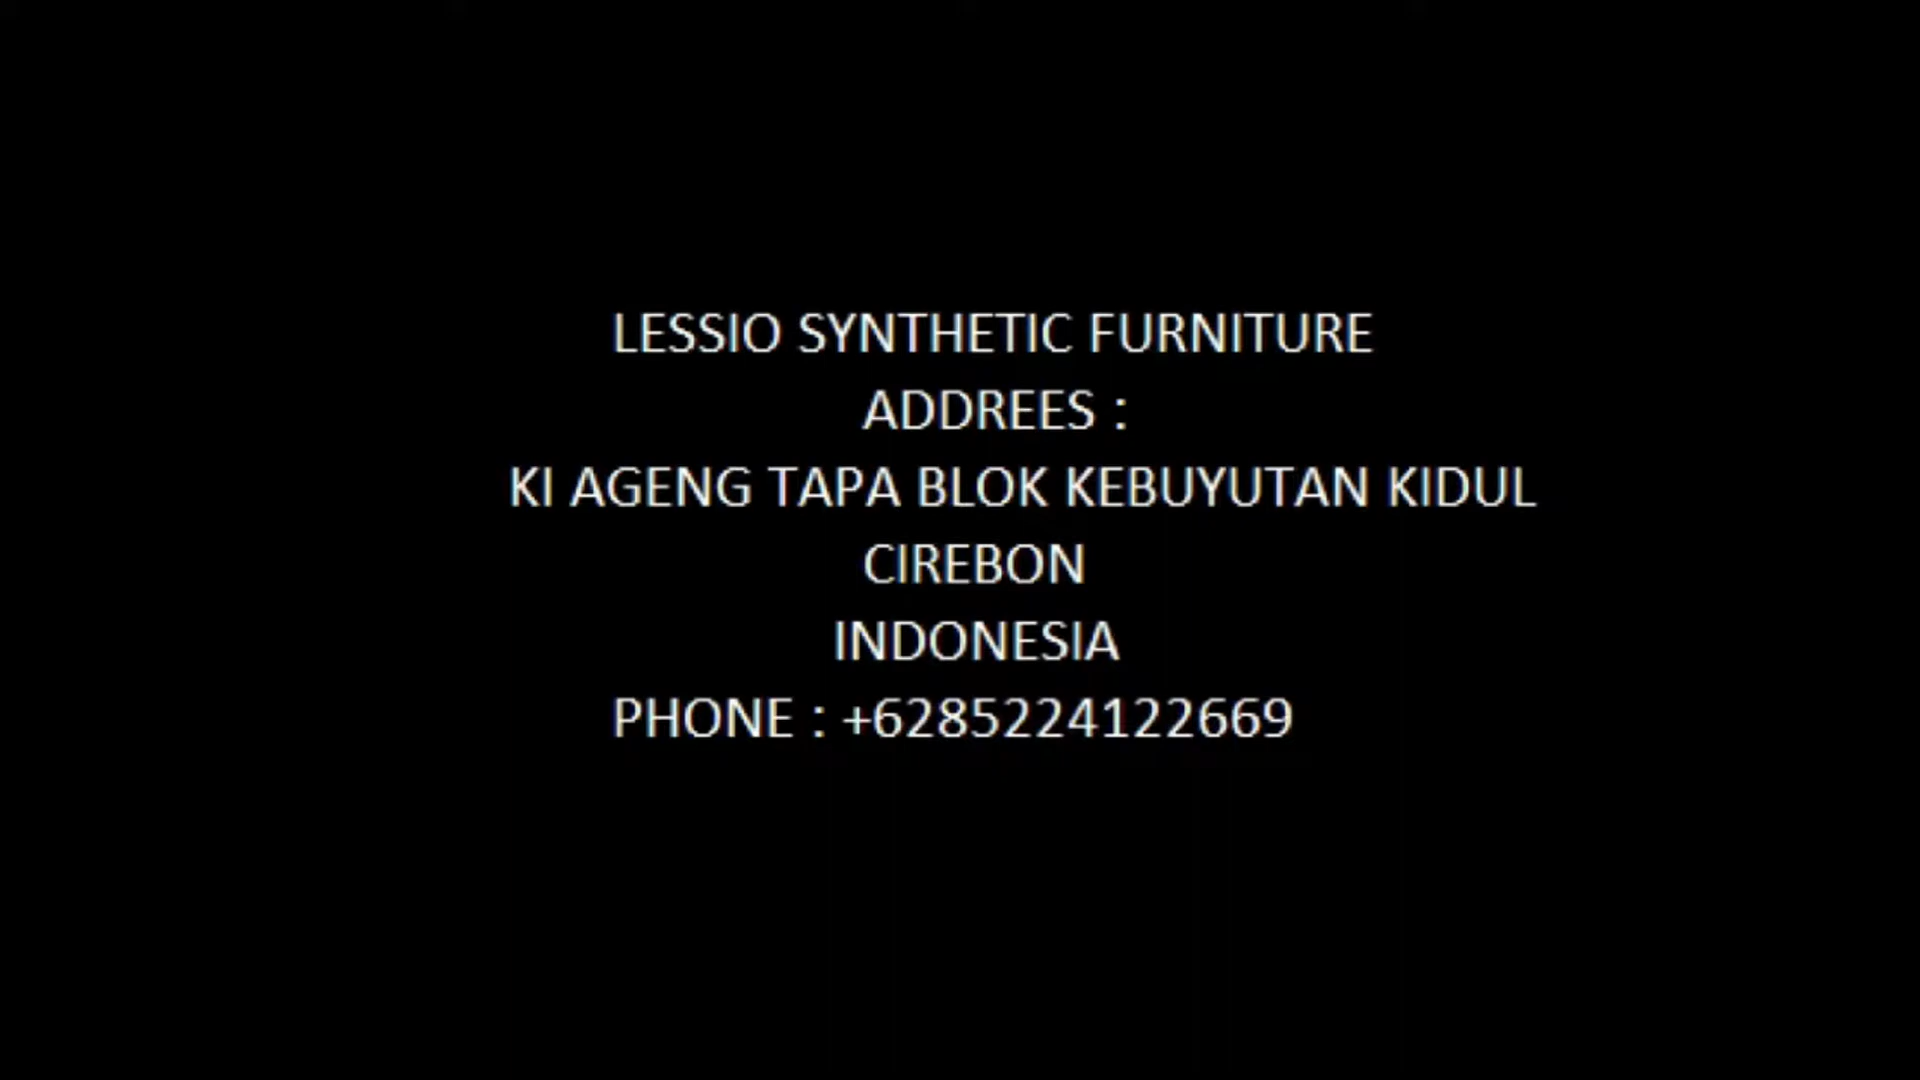 LESSIO SYNTHETIC FURNITURE
ADDREES :
KI AGENG TAPA BLOK KEBUYUTAN KIDUL
CIREBON
INDONESIA
PHONE : +6285224122669